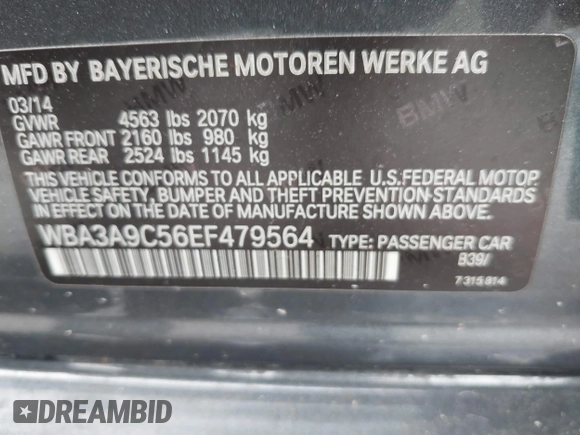 MFD BY BAYERISCHE MOTOREN WERKE AG
03/14
GVWR 4563 lbs 2070 kg
GAWR FRONT 2160 lbs 980 kg
GAWR REAR 2524 lbs 1145 kg
THIS VEHICLE CONFORMS TO ALL APPLICABLE U.S.FEDERAL MOTOR
VEHICLE SAFETY, BUMPER AND THEFT PREVENTION STANDARDS
IN EFFECT ON THE DATE OF MANUFACTURE SHOWN ABOVE.
WBA3A9C56EF479564 TYPE: PASSENGER CAR
B39/
7 315 814
BMW
DREAMBID